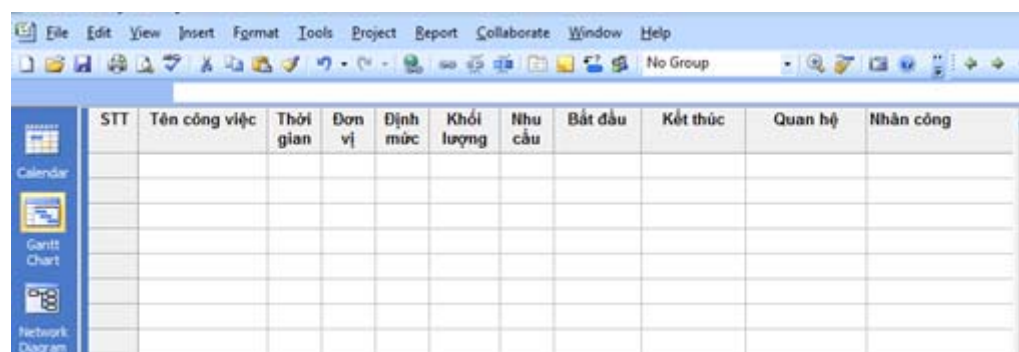 File Edit View Insert Format Tools Project Report Collaborate Window Help
No Group
STT Tên công việc Thời gian Đơn vị Định mức Khối lượng Nhu cầu Bắt đầu Kết thúc Quan hệ Nhân công
Calendar
Gantt
Chart
Network
Diagram